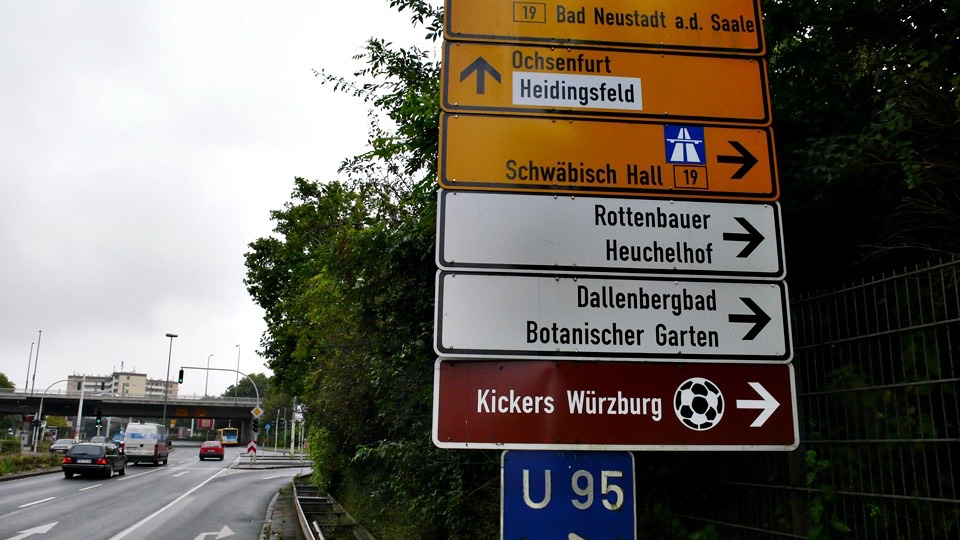 19 Bad Neustadt a.d. Saale
Ochsenfurt
Heidingsfeld
Schwäbisch Hall 19
Rottenbauer
Heuchelhof
Dallenbergbad
Botanischer Garten
Kickers Würzburg
U 95